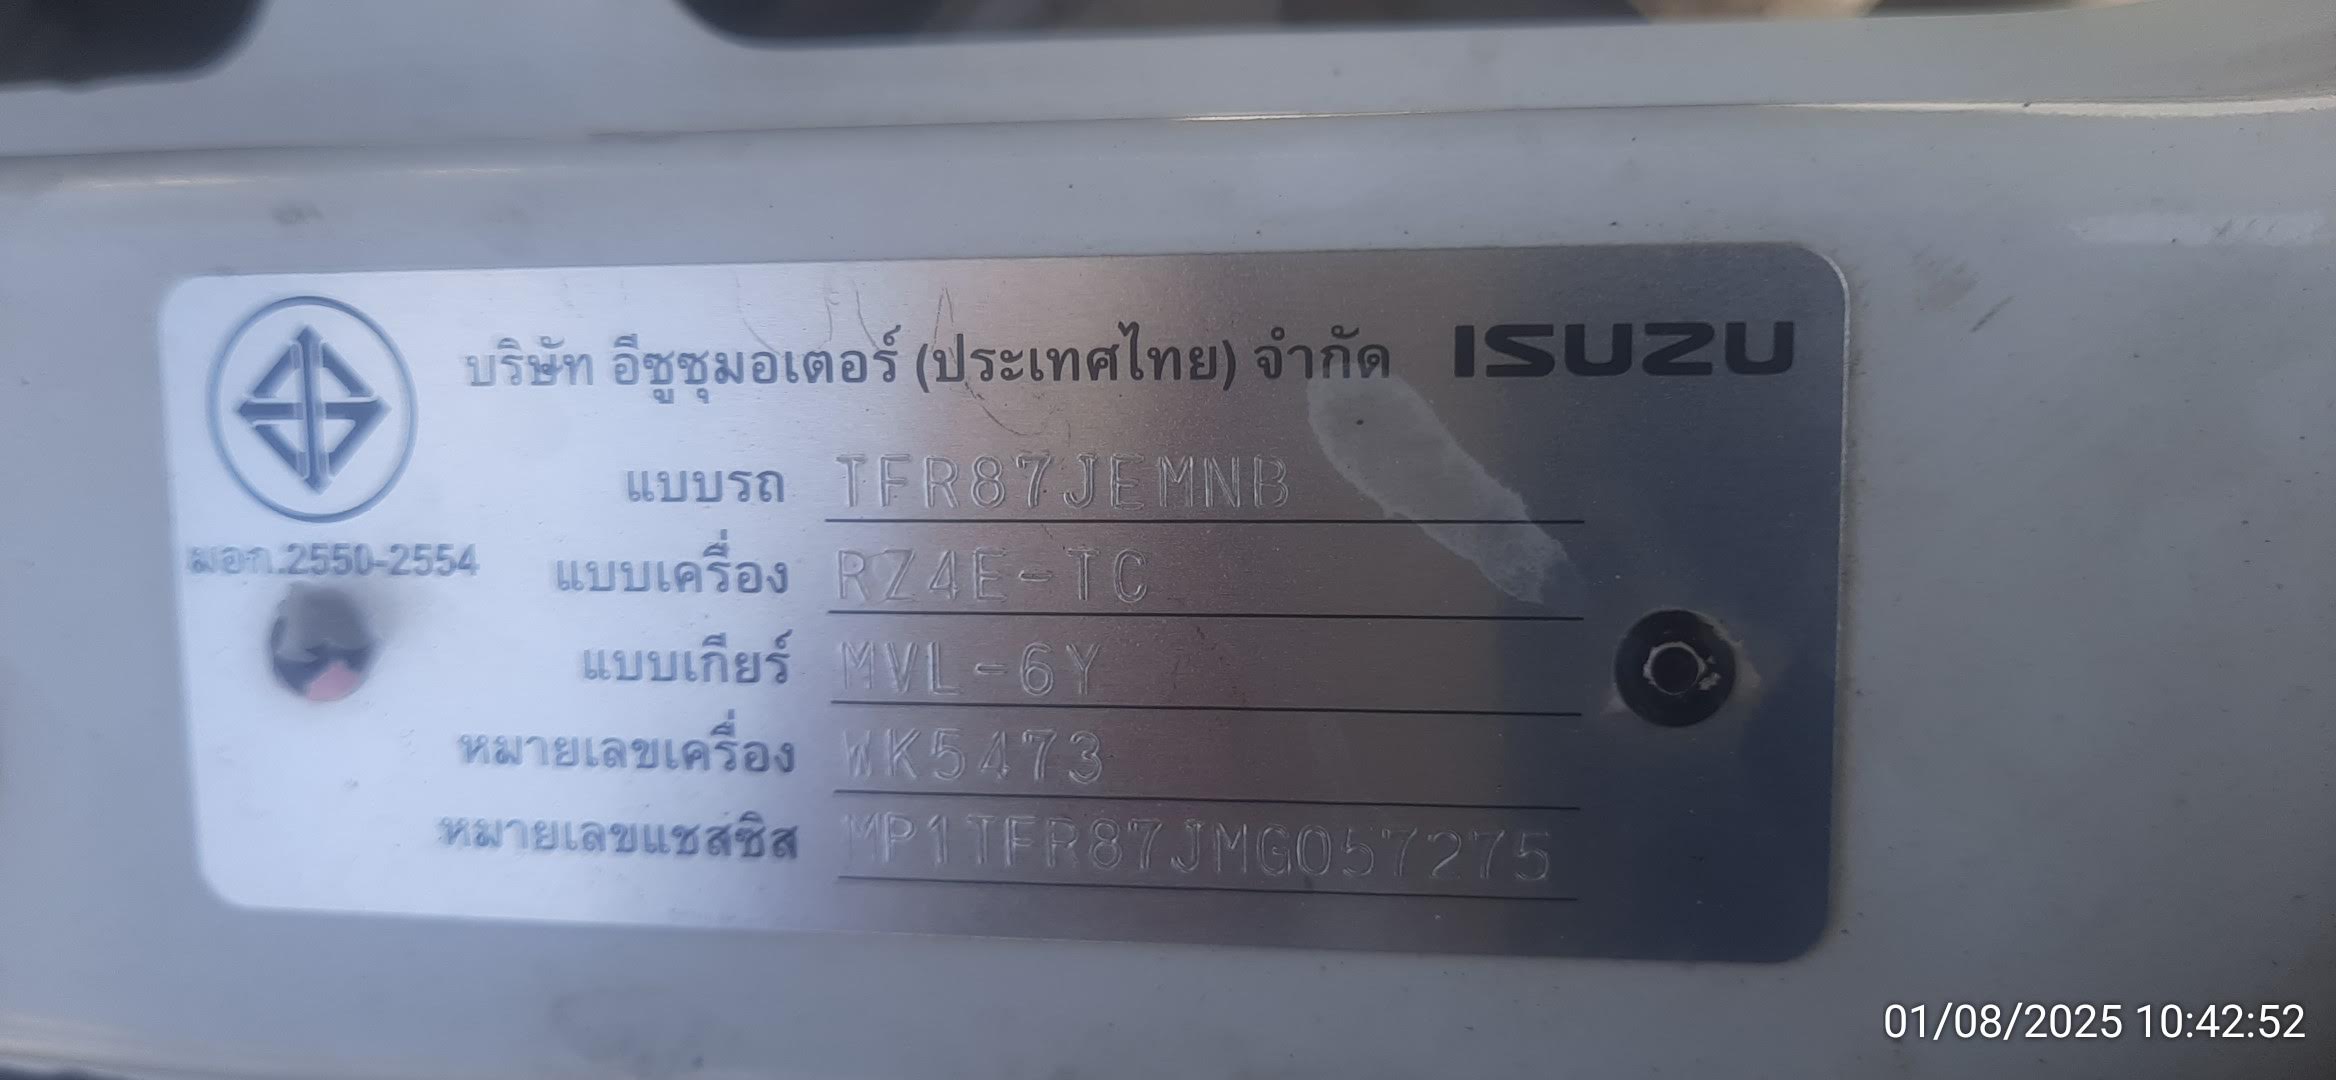 บริษัท อีซูซุมอเตอร์ (ประเทศไทย) จำกัด ISUZU
แบบรถ TFR87JEMNB
มอก.2550-2554
แบบเครื่อง RZ4E-TC
แบบเกียร์ MVL-6Y
หมายเลขเครื่อง WK5473
หมายเลขแชสซิส MP1TFR87JMG057275
01/08/2025 10:42:52